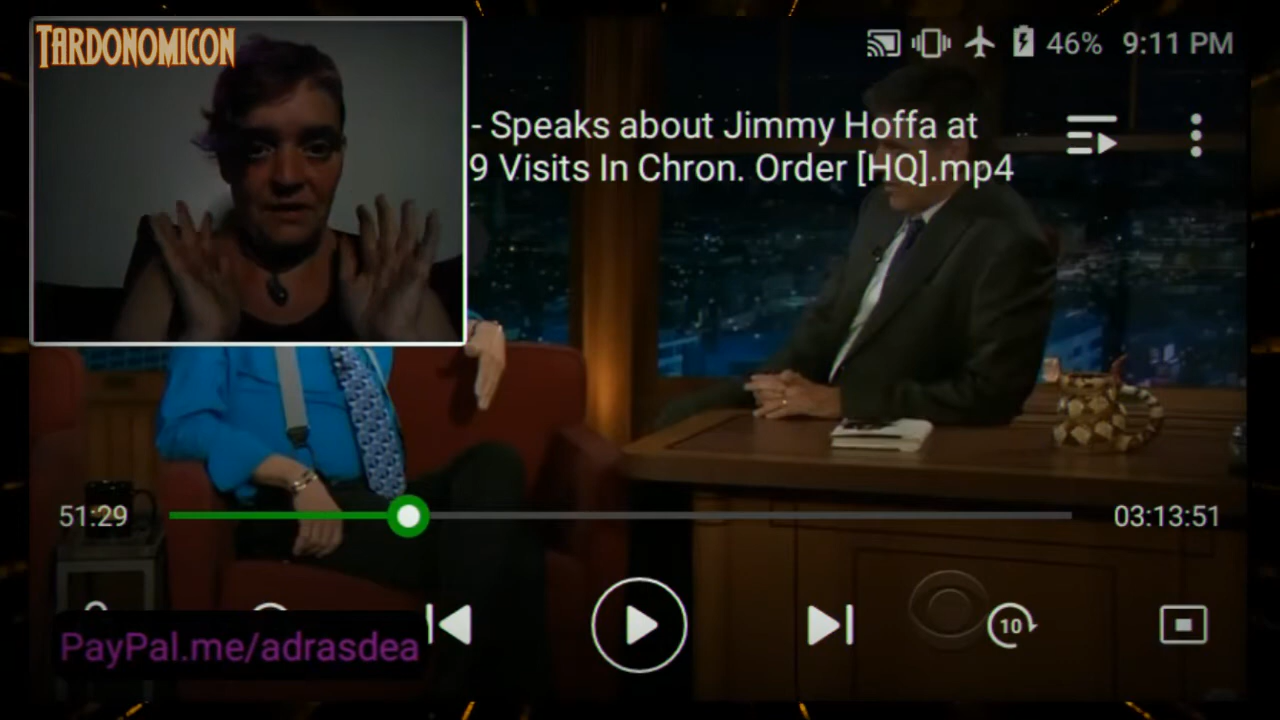 TARDONOMICON
46% 9:11 PM
- Speaks about Jimmy Hoffa at
9 Visits In Chron. Order [HQ].mp4
51:29
03:13:51
10
PayPal.me/adrasdea